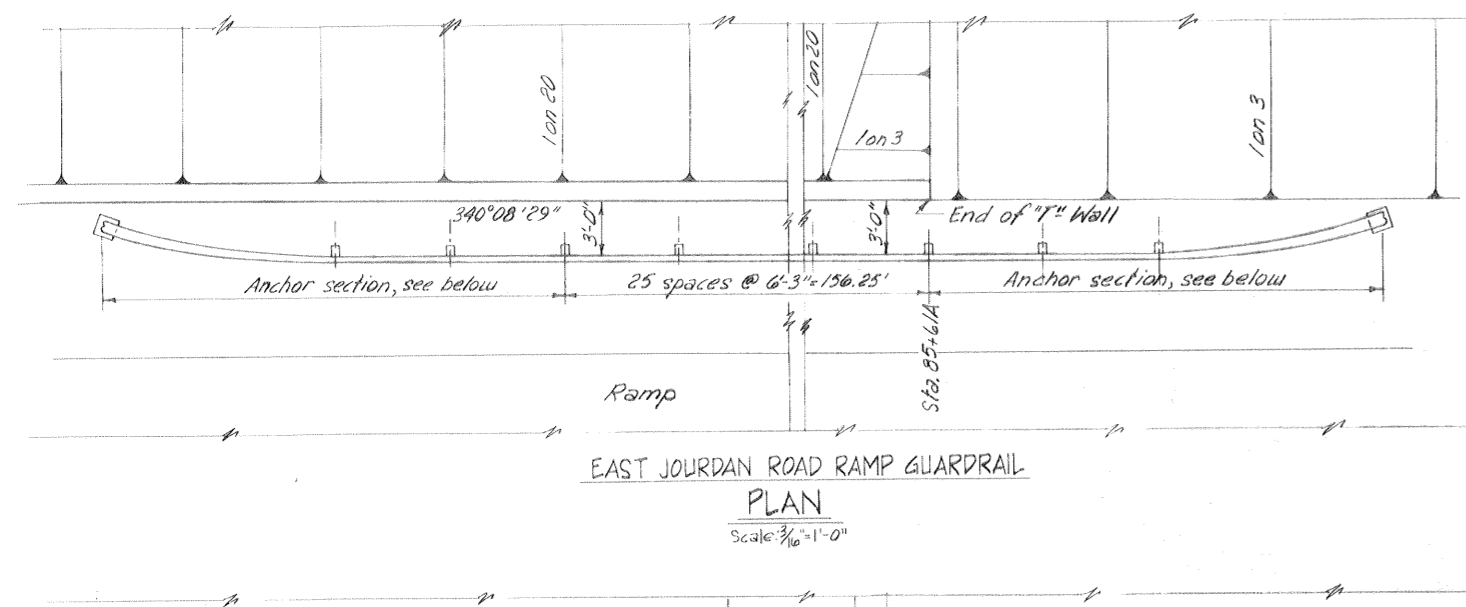 1 on 20
1 on 20
1 on 3
1 on 3
340°08'29"
3'-0"
3'-0"
End of "T" Wall
Anchor section, see below
25 spaces @ 6'-3"=156.25'
Anchor section, see below
Sta. 85+61A
Ramp
EAST JOURDAN ROAD RAMP GUARDRAIL
PLAN
Scale: 3/16"=1'-0"